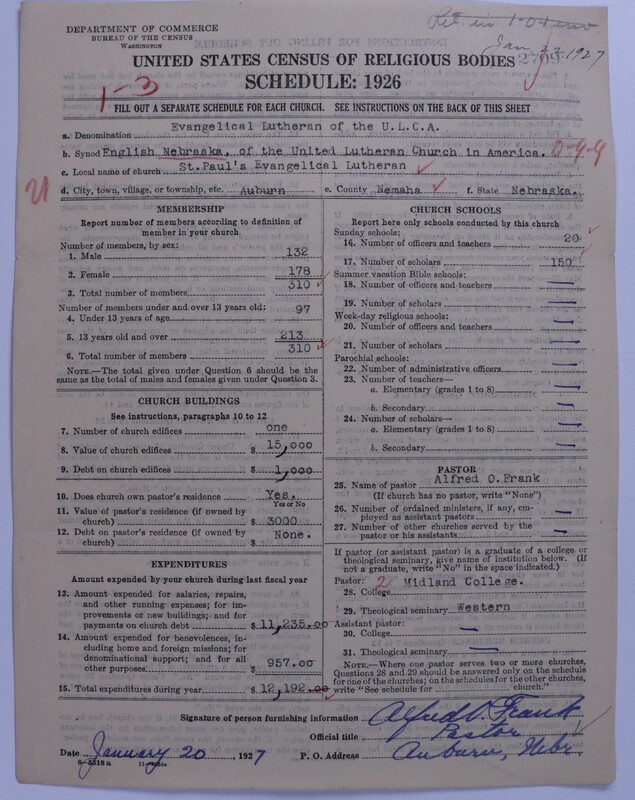 DEPARTMENT OF COMMERCE
BUREAU OF THE CENSUS
WASHINGTON
Jan 22 1927
UNITED STATES CENSUS OF RELIGIOUS BODIES
SCHEDULE: 1926
1-3
FILL OUT A SEPARATE SCHEDULE FOR EACH CHURCH. SEE INSTRUCTIONS ON THE BACK OF THIS SHEET
a. Denomination Evangelical Lutheran of the U.L.C.A.
b. Synod English Nebraska, of the United Lutheran Church in America. 0-9-9
c. Local name of church St.Paul's Evangelical Lutheran
d. City, town, village, or township, etc. Auburn e. County Nemaha f. State Nebraska.
MEMBERSHIP
Report number of members according to definition of member in your church.
Number of members, by sex:
1. Male 132
2. Female 178
3. Total number of members 310
Number of members under and over 13 years old:
4. Under 13 years of age 97
5. 13 years old and over 213
6. Total number of members 310
NOTE.—The total given under Question 6 should be the same as the total of males and females given under Question 3.
CHURCH BUILDINGS
See instructions, paragraphs 10 to 12
7. Number of church edifices one
8. Value of church edifices $ 15,000
9. Debt on church edifices $ 1,000
10. Does church own pastor's residence Yes.
Yes or No
11. Value of pastor's residence (if owned by
church) $ 3000
12. Debt on pastor's residence (if owned by
church) $ None.
EXPENDITURES
Amount expended by your church during last fiscal year
13. Amount expended for salaries, repairs,
and other running expenses; for improvements
or new buildings; and for
payments on church debt $ 11,235.00
14. Amount expended for benevolences,
including home and foreign missions; for
denominational support; and for all
other purposes $ 957.00
15. Total expenditures during year $ 12,192.00
CHURCH SCHOOLS
Report here only schools conducted by this church
Sunday schools:
16. Number of officers and teachers 20
17. Number of scholars 150
Summer vacation Bible schools:
18. Number of officers and teachers —
19. Number of scholars —
Week-day religious schools:
20. Number of officers and teachers —
21. Number of scholars —
Parochial schools:
22. Number of administrative officers —
23. Number of teachers—
a. Elementary (grades 1 to 8) —
b. Secondary —
24. Number of scholars—
a. Elementary (grades 1 to 8) —
b. Secondary —
PASTOR
25. Name of pastor Alfred O.Frank
(If church has no pastor, write "None")
26. Number of ordained ministers, if any, employed as assistant pastors —
27. Number of other churches served by the
pastor or his assistants —
If pastor (or assistant pastor) is a graduate of a college or
theological seminary, give name of institution below. (If
not a graduate, write "No" in the space indicated.)
Pastor:
28. College 2 Midland College.
29. Theological seminary Western
Assistant pastor:
30. College —
31. Theological seminary —
NOTE.—Where one pastor serves two or more churches,
Questions 28 and 29 should be answered only on the schedule
for one of the churches; on the schedules for the other churches,
write "See schedule for church."
Signature of person furnishing information Alfred O. Frank
Official title Pastor
Date January 20, 1927 P. O. Address Auburn, Nebr.
8-5518a